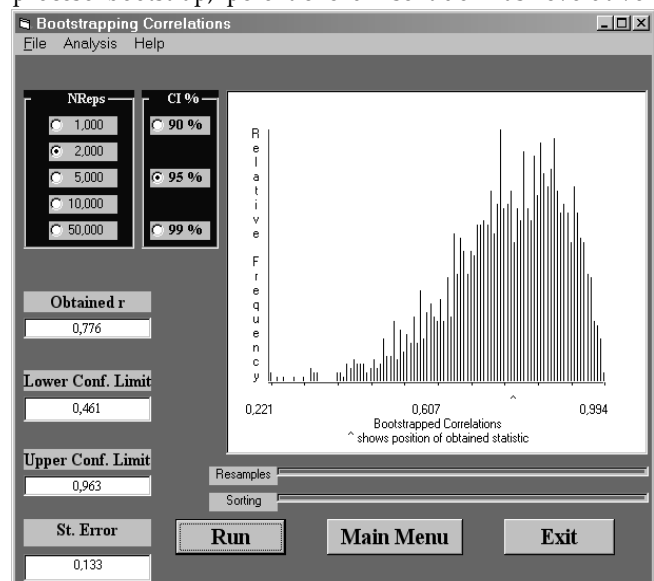 Bootstrapping Correlations
File Analysis Help
NReps
1,000
2,000
5,000
10,000
50,000
CI %
90 %
95 %
99 %
Obtained r
0,776
Lower Conf. Limit
0,461
Upper Conf. Limit
0,963
St. Error
0,133
Relative Frequency
0,221 0,607 0,994
^
Bootstrapped Correlations
^ shows position of obtained statistic
Resamples
Sorting
Run
Main Menu
Exit